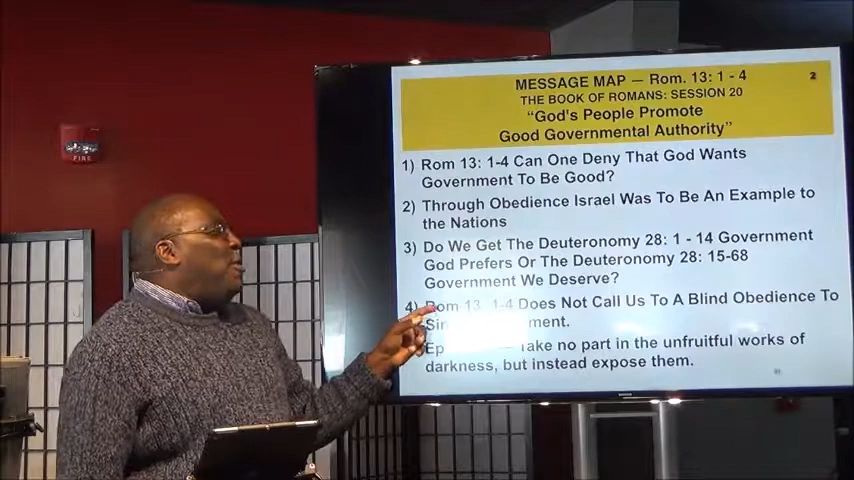 MESSAGE MAP — Rom. 13: 1 - 4
2
THE BOOK OF ROMANS: SESSION 20
"God's People Promote
Good Governmental Authority"
1) Rom 13: 1-4 Can One Deny That God Wants
Government To Be Good?
2) Through Obedience Israel Was To Be An Example to
the Nations
3) Do We Get The Deuteronomy 28: 1 - 14 Government
God Prefers Or The Deuteronomy 28: 15-68
Government We Deserve?
4) Rom 13: 1-4 Does Not Call Us To A Blind Obedience To
ment.
Take no part in the unfruitful works of
darkness, but instead expose them.
FIRE